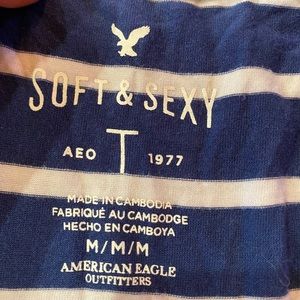 SOFT & SEXY
AEO T 1977
MADE IN CAMBODIA
FABRIQUÉ AU CAMBODGE
HECHO EN CAMBOYA
M/M/M
AMERICAN EAGLE
OUTFITTERS